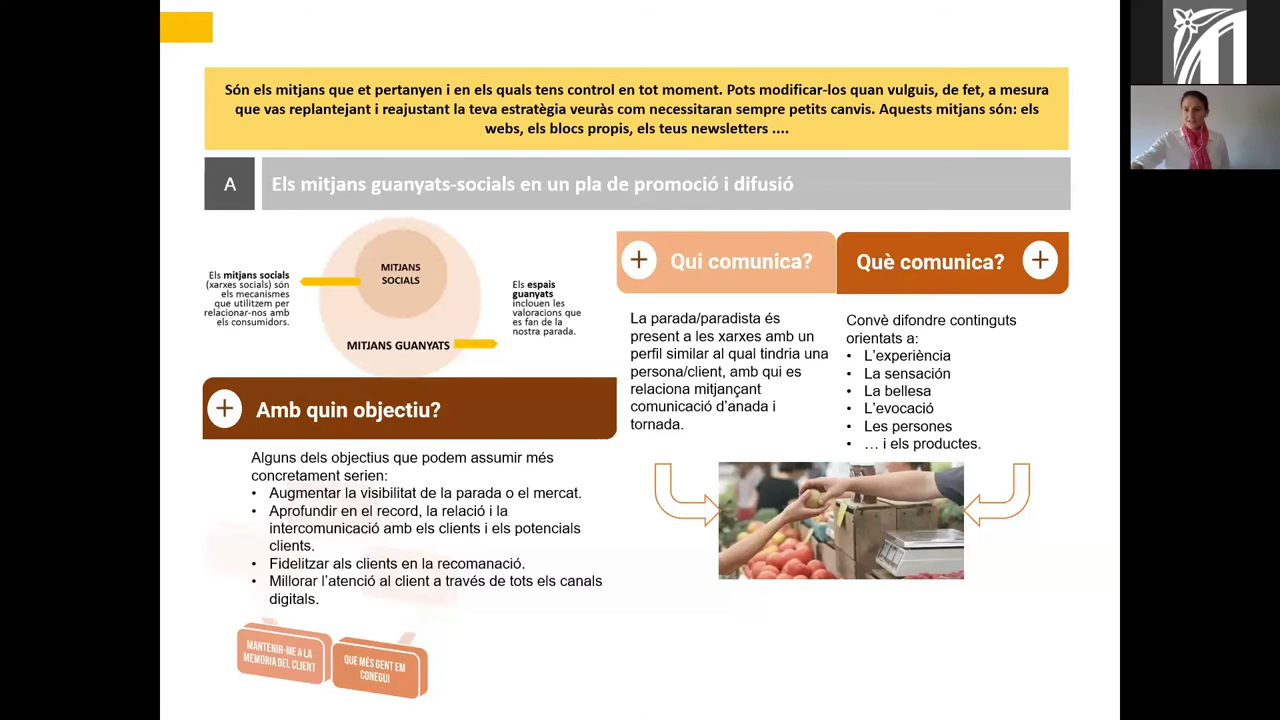 Són els mitjans que et pertanyen i en els quals tens control en tot moment. Pots modificar-los quan vulguis, de fet, a mesura
que vas replantejant i reajustant la teva estratègia veuràs com necessitaran sempre petits canvis. Aquests mitjans són: els
webs, els blocs propis, els teus newsletters ....
A
Els mitjans guanyats-socials en un pla de promoció i difusió
Els mitjans socials
(xarxes socials) són
els mecanismes
que utilitzem per
relacionar-nos amb
els consumidors.
MITJANS
SOCIALS
MITJANS GUANYATS
Els espais
guanyats
inclouen les
valoracions que
es fan de la
nostra parada.
Amb quin objectiu?
Alguns dels objectius que podem assumir més
concretament serien:
• Augmentar la visibilitat de la parada o el mercat.
• Aprofundir en el record, la relació i la
intercomunicació amb els clients i els potencials
clients.
• Fidelitzar als clients en la recomanació.
• Millorar l'atenció al client a través de tots els canals
digitals.
MANTENIR-ME A LA
MEMORIA DEL CLIENT
QUE MÉS GENT EM
CONEGUI
Qui comunica?
La parada/paradista és
present a les xarxes amb un
perfil similar al qual tindria una
persona/client, amb qui es
relaciona mitjançant
comunicació d'anada i
tornada.
Què comunica?
Convè difondre continguts
orientats a:
• L'experiència
• La sensación
• La bellesa
• L'evocació
• Les persones
• … i els productes.